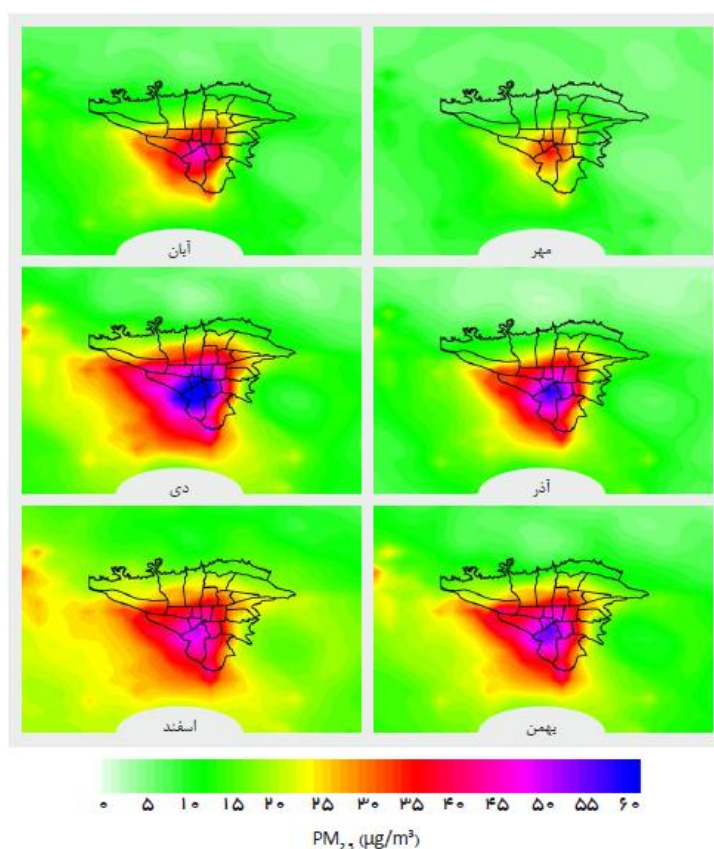 مهر
آبان
آذر
دی
بهمن
اسفند
۰ ۵ ۱۰ ۱۵ ۲۰ ۲۵ ۳۰ ۳۵ ۴۰ ۴۵ ۵۰ ۵۵ ۶۰
PM₂.₅ (µg/m³)